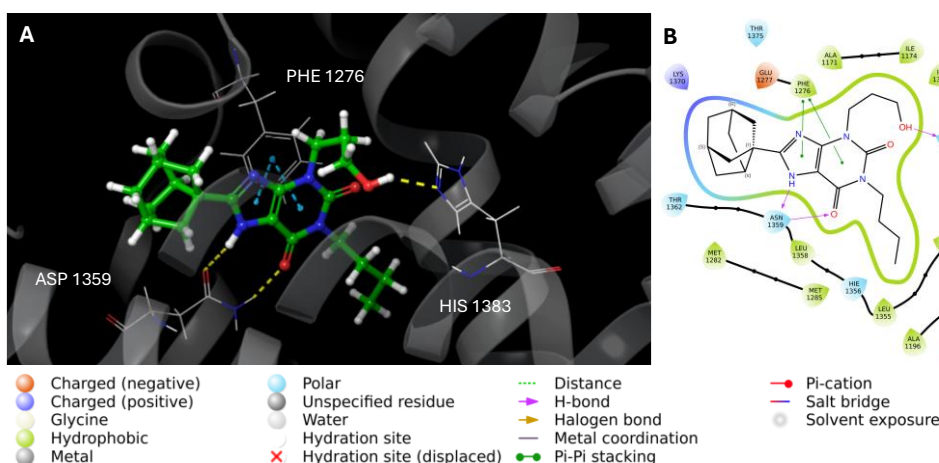 A
PHE 1276
ASP 1359
HIS 1383
B
THR
1375
ALA
1171
ILE
1174
LYS
1370
GLU
1277
PHE
1276
N
N
OH
O
N
NH
N
O
THR
1362
ASN
1359
LEU
1358
MET
1282
MET
1285
HIE
1356
LEU
1355
ALA
1196
Charged (negative)
Charged (positive)
Glycine
Hydrophobic
Metal
Polar
Unspecified residue
Water
Hydration site
Hydration site (displaced)
Distance
H-bond
Halogen bond
Metal coordination
Pi-Pi stacking
Pi-cation
Salt bridge
Solvent exposure